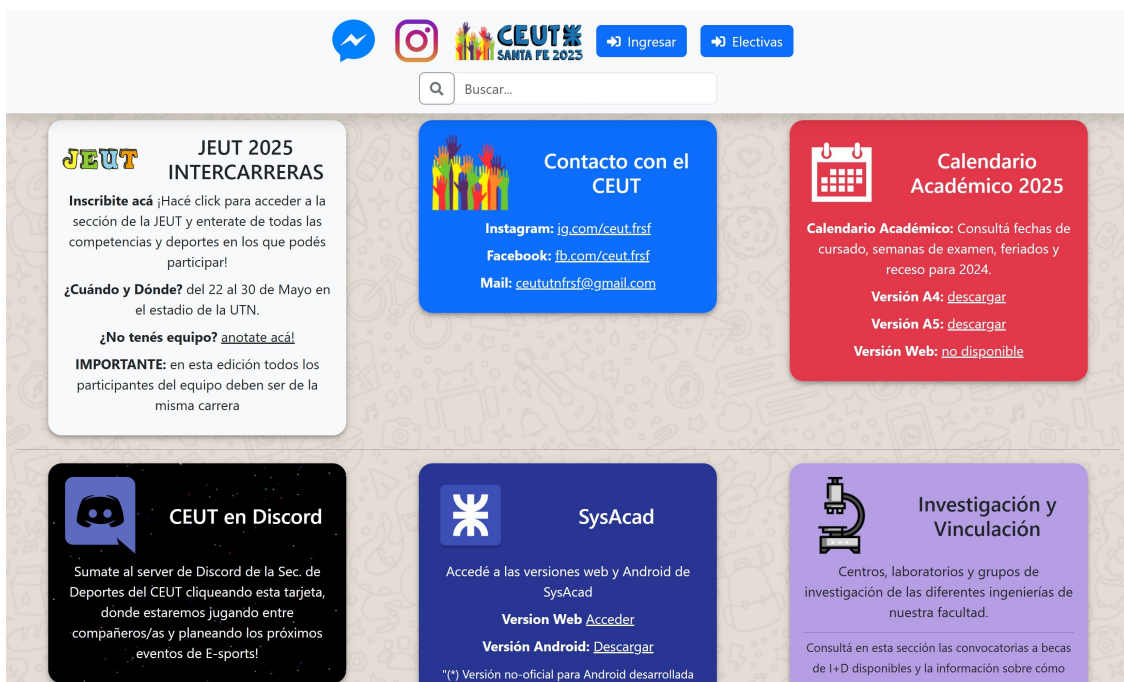 CEUT
SANTA FE 2023
Ingresar
Electivas
Buscar...
JEUT
JEUT 2025
INTERCARRERAS
Inscribite acá ¡Hacé click para acceder a la
sección de la JEUT y enterate de todas las
competencias y deportes en los que podés
participar!
¿Cuándo y Dónde? del 22 al 30 de Mayo en
el estadio de la UTN.
¿No tenés equipo? anotate acá!
IMPORTANTE: en esta edición todos los
participantes del equipo deben ser de la
misma carrera
Contacto con el
CEUT
Instagram: ig.com/ceut.frsf
Facebook: fb.com/ceut.frsf
Mail: ceututnfrsf@gmail.com
Calendario
Académico 2025
Calendario Académico: Consultá fechas de
cursado, semanas de examen, feriados y
receso para 2024.
Versión A4: descargar
Versión A5: descargar
Versión Web: no disponible
CEUT en Discord
Sumate al server de Discord de la Sec. de
Deportes del CEUT cliqueando esta tarjeta,
donde estaremos jugando entre
compañeros/as y planeando los próximos
eventos de E-sports!
SysAcad
Accedé a las versiones web y Android de
SysAcad
Version Web Acceder
Versión Android: Descargar
"(*) Versión no-oficial para Android desarrollada
Investigación y
Vinculación
Centros, laboratorios y grupos de
investigación de las diferentes ingenierías de
nuestra facultad.
Consultá en esta sección las convocatorias a becas
de I+D disponibles y la información sobre cómo